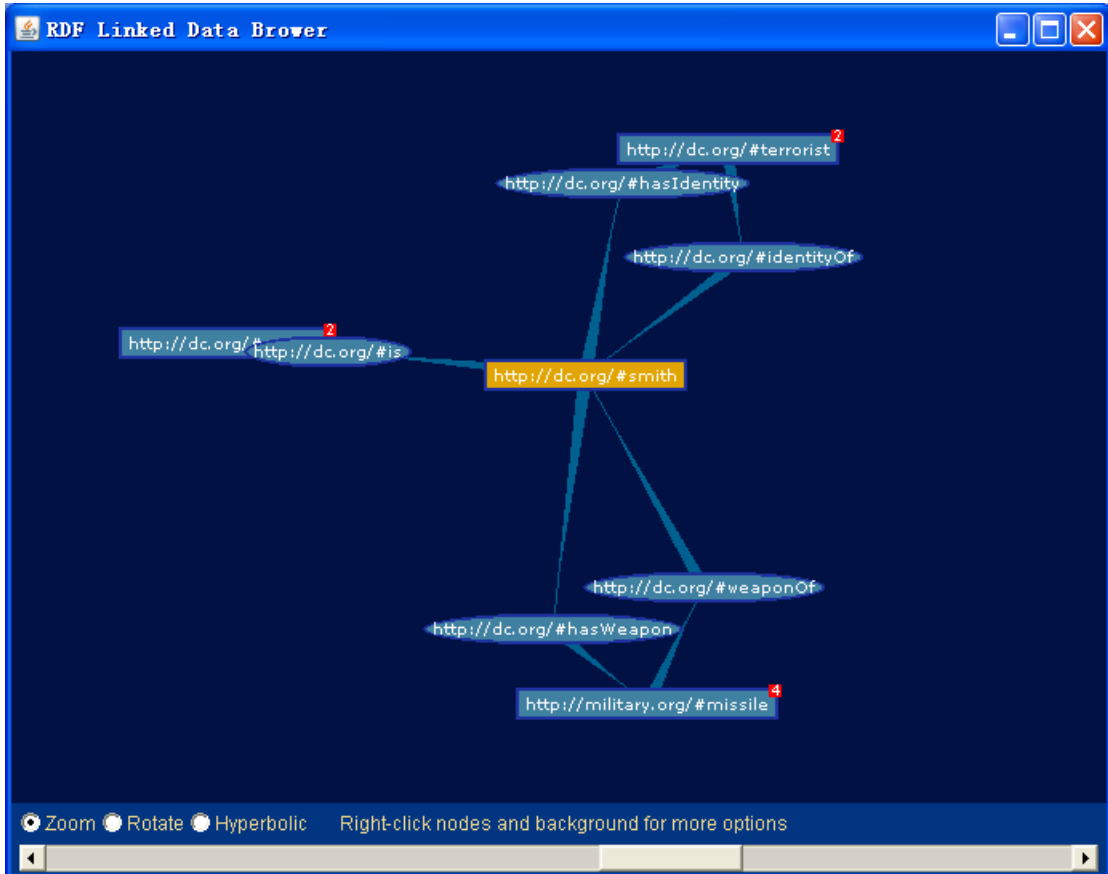 RDF Linked Data Brower
2
http://dc.org/#terrorist
http://dc.org/#hasIdentity
http://dc.org/#identityOf
2
http://dc.org/#
http://dc.org/#is
http://dc.org/#smith
http://dc.org/#weaponOf
http://dc.org/#hasWeapon
4
http://military.org/#missile
Zoom Rotate Hyperbolic Right-click nodes and background for more options